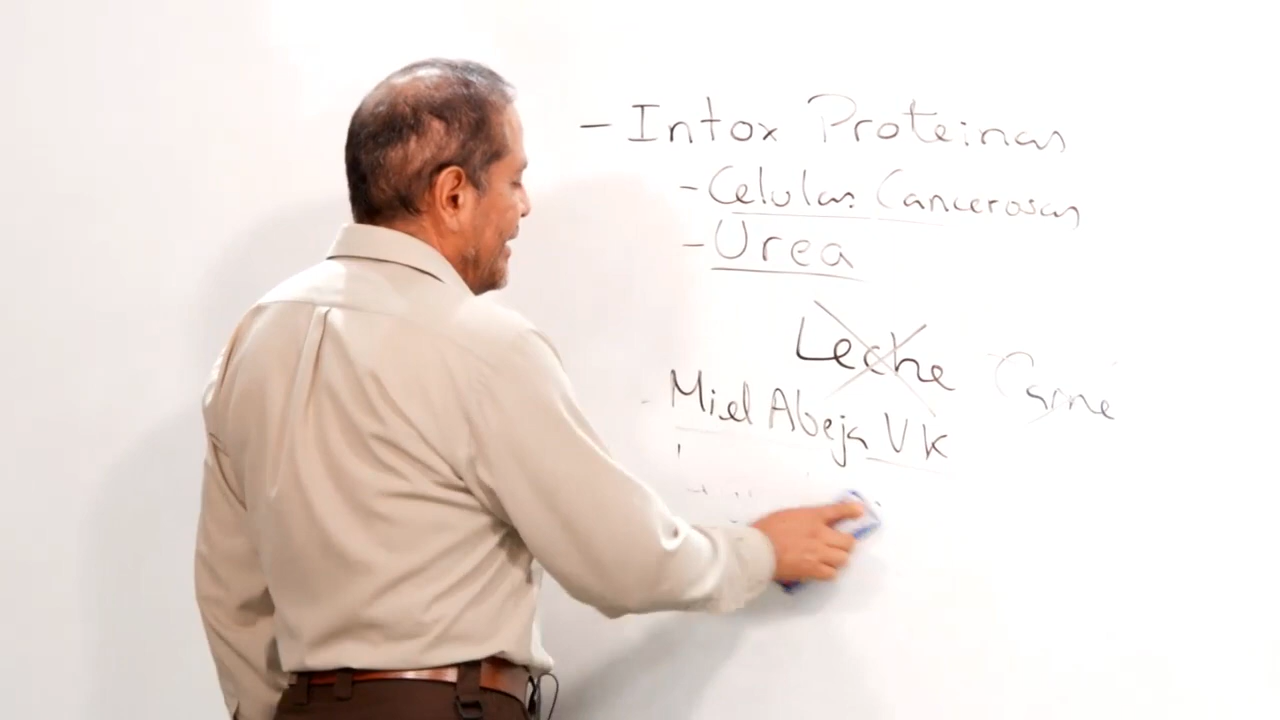 - Intox Proteinas
- Celulas Cancerosas
- Urea
Leche Carne
- Miel Abeja VK